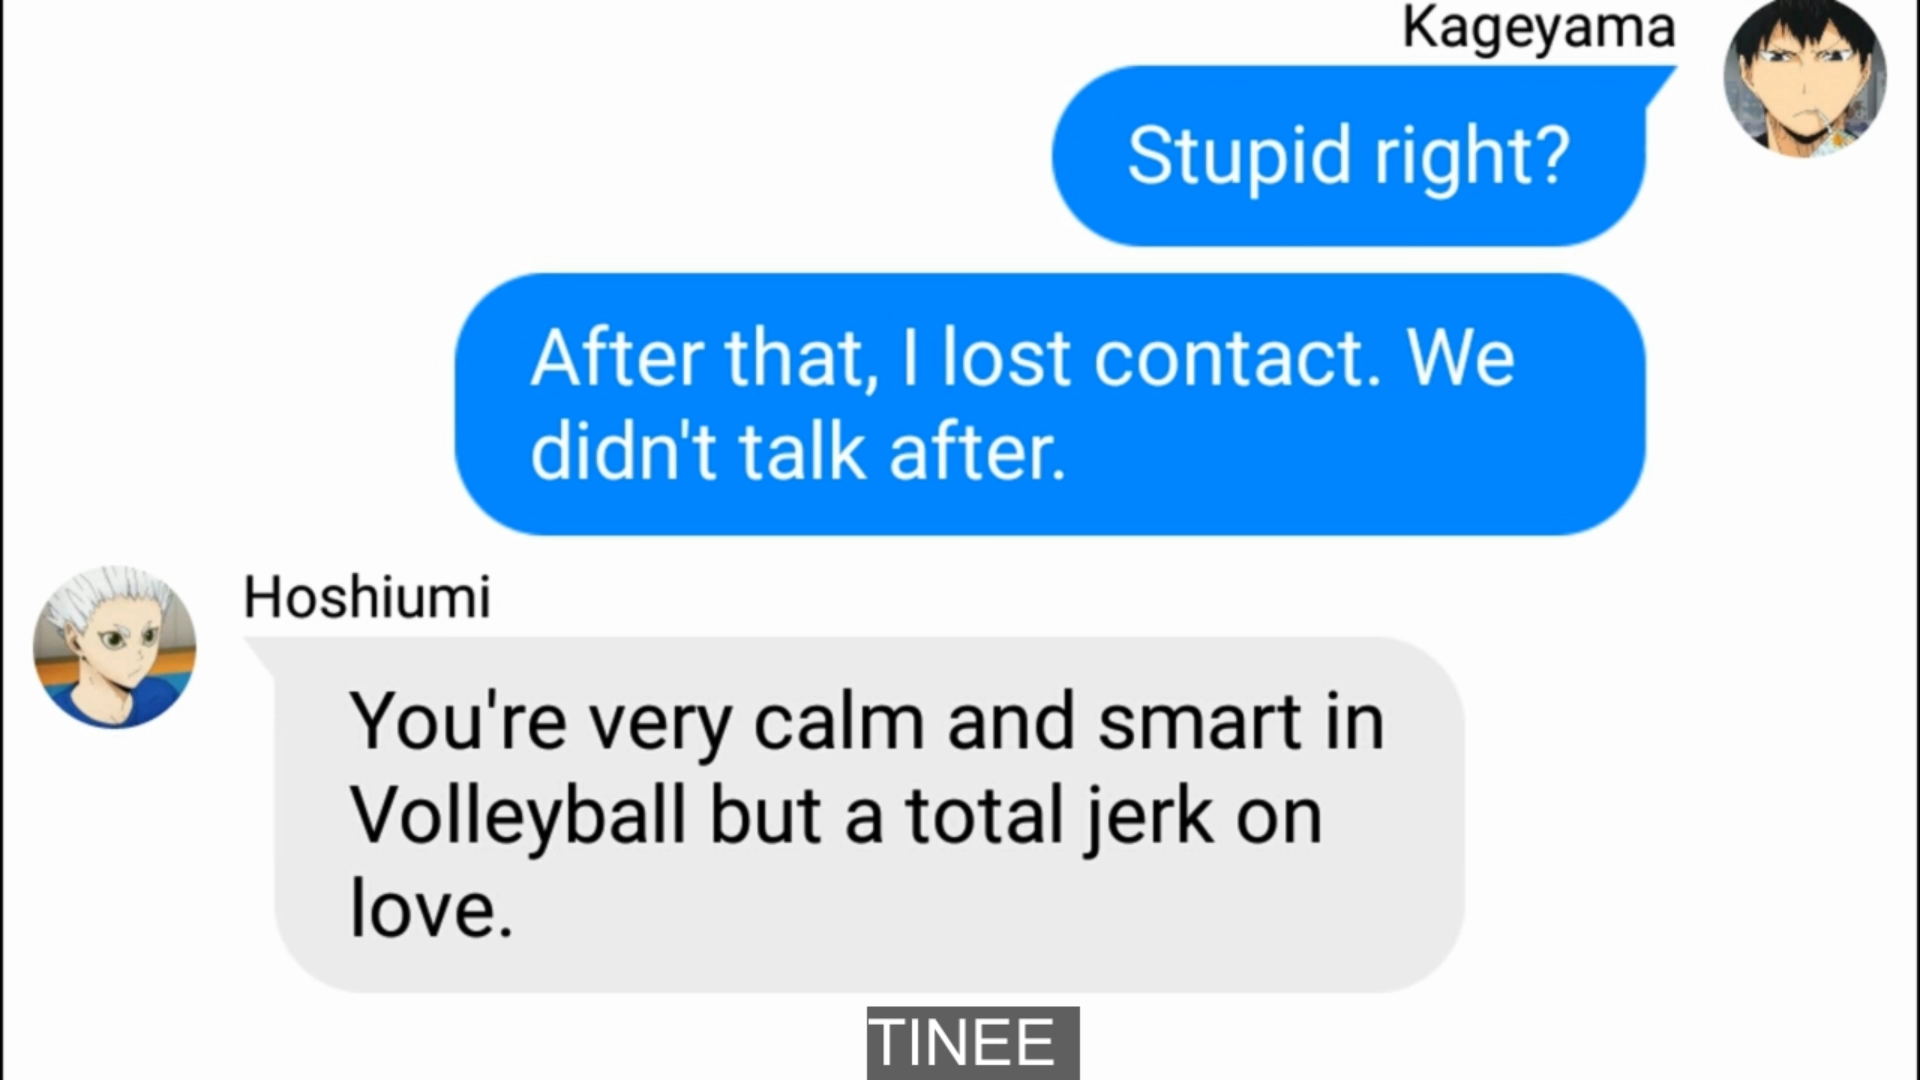 Kageyama
Stupid right?
After that, I lost contact. We
didn't talk after.
Hoshiumi
You're very calm and smart in
Volleyball but a total jerk on
love.
TINEE